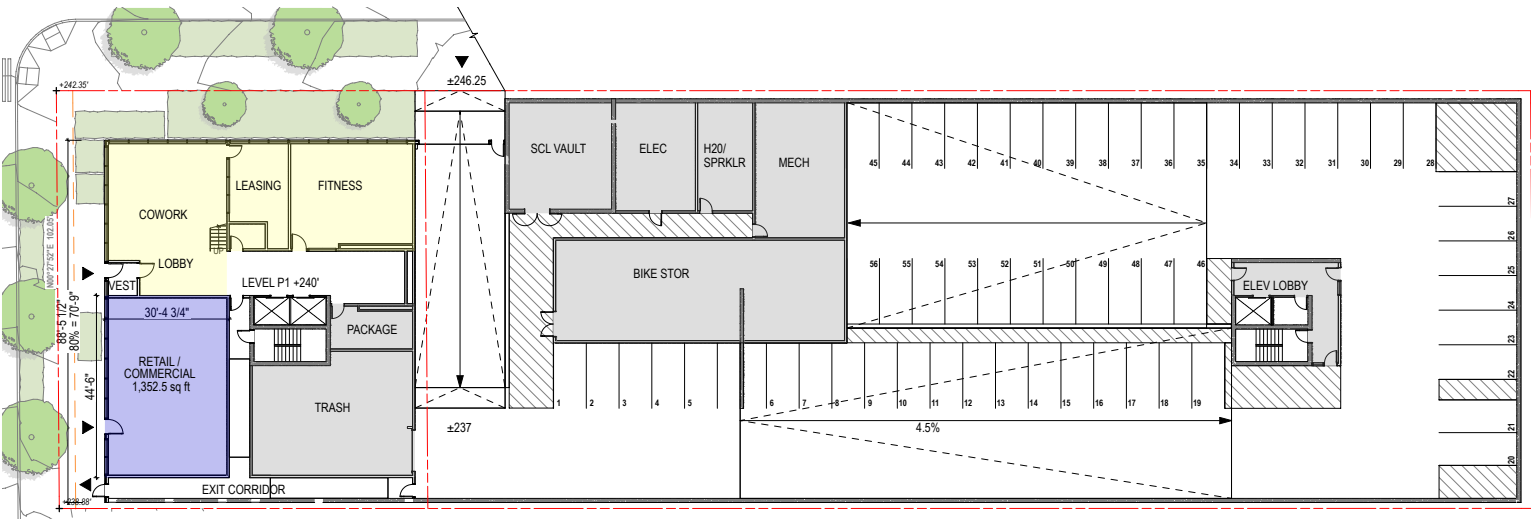 ±246.25
+242.35'
SCL VAULT
ELEC
H20/
SPRKLR
MECH
45
44
43
42
41
40
39
38
37
36
35
34
33
32
31
30
29
28
LEASING
FITNESS
COWORK
27
26
25
24
23
22
21
20
N00°27'52"E 102.05'
UP
LOBBY
VEST
LEVEL P1 +240'
BIKE STOR
56
55
54
53
52
51
50
49
48
47
46
ELEV LOBBY
88'-5 1/2"
80% = 70'-9"
30'-4 3/4"
PACKAGE
RETAIL /
COMMERCIAL
1,352.5 sq ft
44'-6"
TRASH
1
2
3
4
5
6
7
8
9
10
11
12
13
14
15
16
17
18
19
±237
4.5%
EXIT CORRIDOR
+238.88'